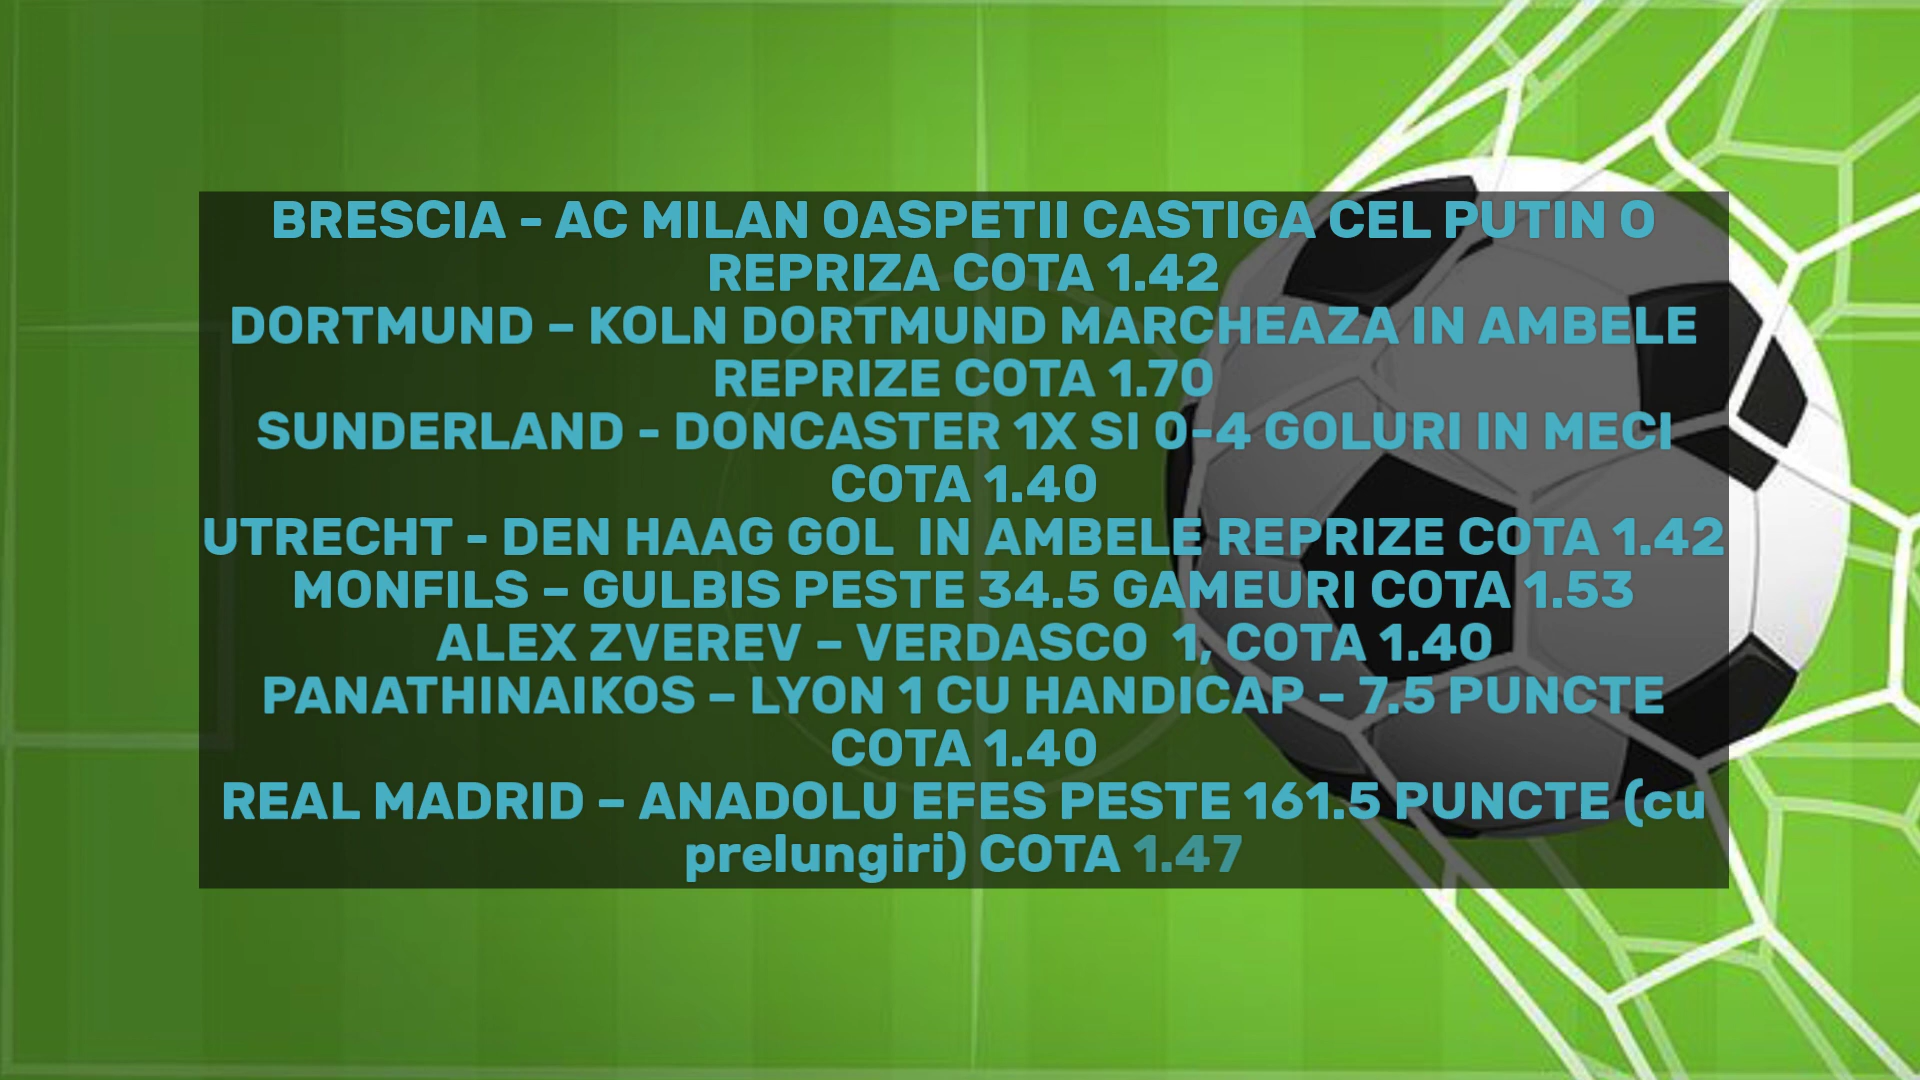 BRESCIA - AC MILAN OASPETII CASTIGA CEL PUTIN O
REPRIZA COTA 1.42
DORTMUND – KOLN DORTMUND MARCHEAZA IN AMBELE
REPRIZE COTA 1.70
SUNDERLAND - DONCASTER 1X SI 0-4 GOLURI IN MECI
COTA 1.40
UTRECHT - DEN HAAG GOL  IN AMBELE REPRIZE COTA 1.42
MONFILS – GULBIS PESTE 34.5 GAMEURI COTA 1.53
ALEX ZVEREV – VERDASCO  1, COTA 1.40
PANATHINAIKOS – LYON 1 CU HANDICAP – 7.5 PUNCTE
COTA 1.40
REAL MADRID – ANADOLU EFES PESTE 161.5 PUNCTE (cu
prelungiri) COTA 1.47